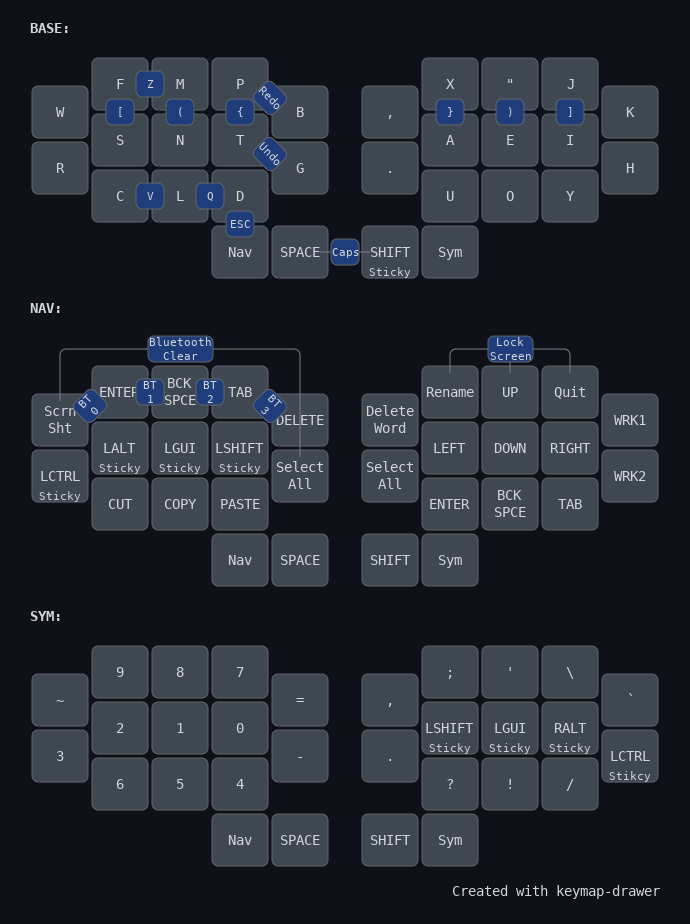 BASE:
F Z M P Redo X " J
W [ ( { B , } ) ] K
S N T Undo A E I
R G . H
C V L Q D U O Y
ESC
Nav SPACE Caps SHIFT Sym
Sticky
NAV:
Bluetooth Lock
Clear Screen
ENTER BT BCK BT TAB Rename UP Quit
1 SPCE 2
Scrn BT BT DELETE Delete WRK1
Sht 0 3 Word
LALT LGUI LSHIFT LEFT DOWN RIGHT
Sticky Sticky Sticky
LCTRL Select Select WRK2
Sticky All All
CUT COPY PASTE ENTER BCK TAB
SPCE
Nav SPACE SHIFT Sym
SYM:
9 8 7 ; ' \
~ = , `
2 1 0 LSHIFT LGUI RALT
Sticky Sticky Sticky
3 - . LCTRL
Stikcy
6 5 4 ? ! /
Nav SPACE SHIFT Sym
Created with keymap-drawer